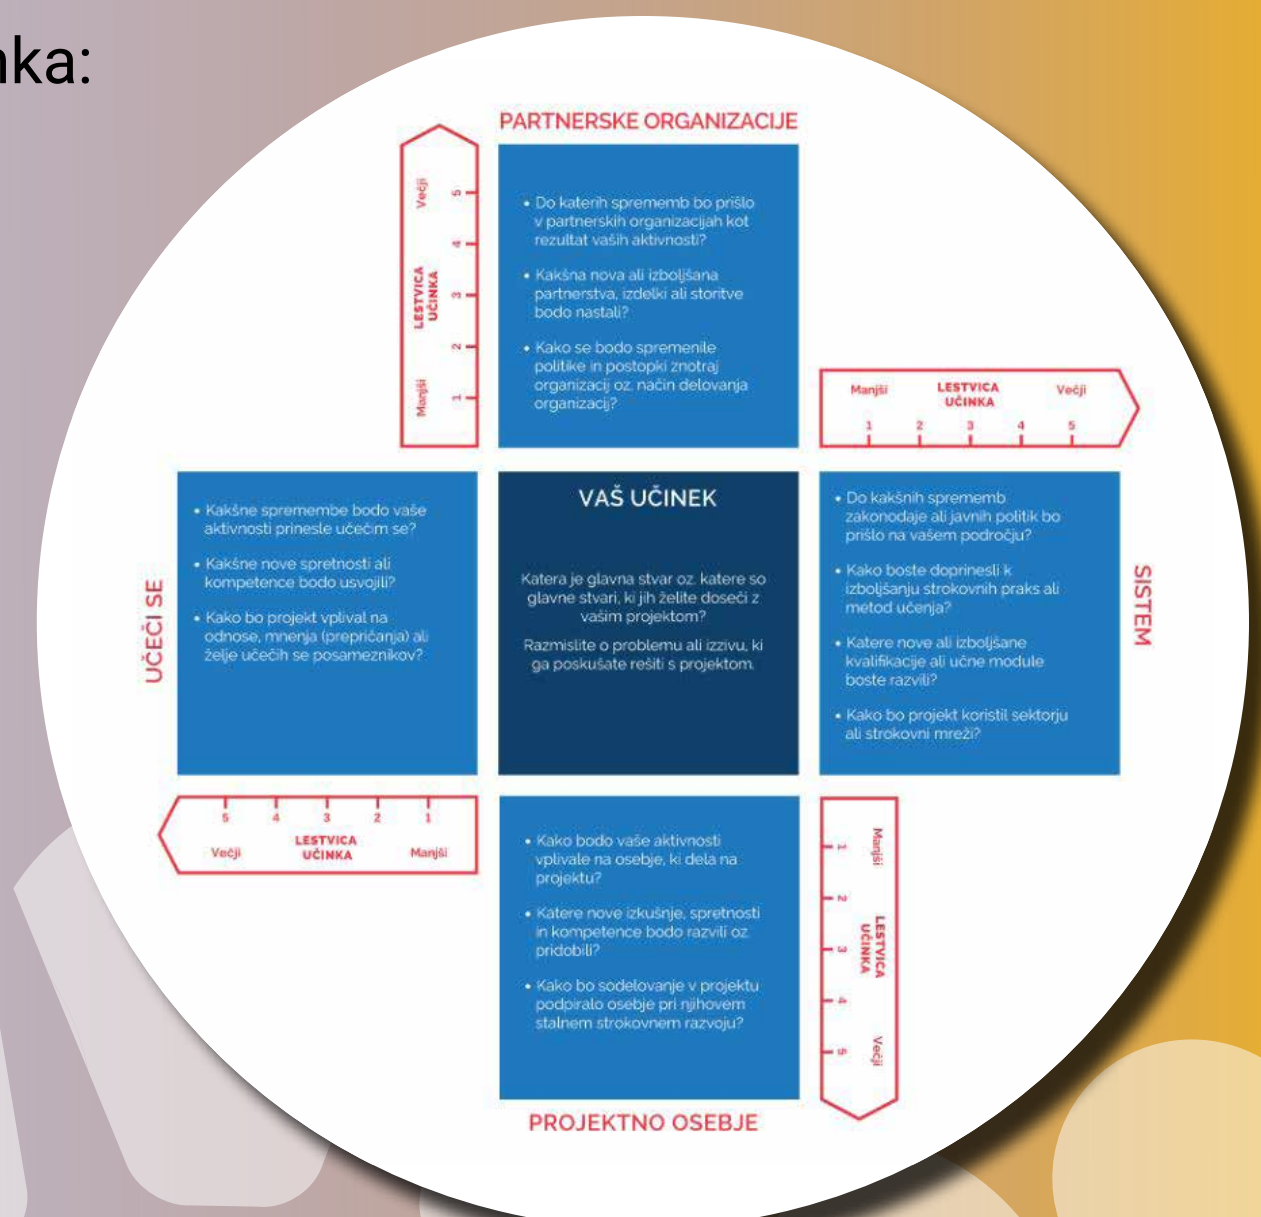 nka:
PARTNERSKE ORGANIZACIJE
Večji
LESTVICA
UČINKA
Manjši
5
4
3
2
1
• Do katerih sprememb bo prišlo
v partnerskih organizacijah kot
rezultat vaših aktivnosti?
• Kakšna nova ali izboljšana
partnerstva, izdelki ali storitve
bodo nastali?
• Kako se bodo spremenile
politike in postopki znotraj
organizacij oz. način delovanja
organizacij?
Manjši LESTVICA Večji
UČINKA
1 2 3 4 5
UČEČI SE
• Kakšne spremembe bodo vaše
aktivnosti prinesle učečim se?
• Kakšne nove spretnosti ali
kompetence bodo usvojili?
• Kako bo projekt vplival na
odnose, mnenja (prepričanja) ali
želje učečih se posameznikov?
VAŠ UČINEK
Katera je glavna stvar oz. katere so
glavne stvari, ki jih želite doseči z
vašim projektom?
Razmislite o problemu ali izzivu, ki
ga poskušate rešiti s projektom.
• Do kakšnih sprememb
zakonodaje ali javnih politik bo
prišlo na vašem področju?
• Kako boste doprinesli k
izboljšanju strokovnih praks ali
metod učenja?
• Katere nove ali izboljšane
kvalifikacije ali učne module
boste razvili?
• Kako bo projekt koristil sektorju
ali strokovni mreži?
SISTEM
5 4 3 2 1
Večji LESTVICA Manjši
UČINKA
• Kako bodo vaše aktivnosti
vplivale na osebje, ki dela na
projektu?
• Katere nove izkušnje, spretnosti
in kompetence bodo razvili oz.
pridobili?
• Kako bo sodelovanje v projektu
podpiralo osebje pri njihovem
stalnem strokovnem razvoju?
1
2
3
4
5
Manjši
LESTVICA
UČINKA
Večji
PROJEKTNO OSEBJE